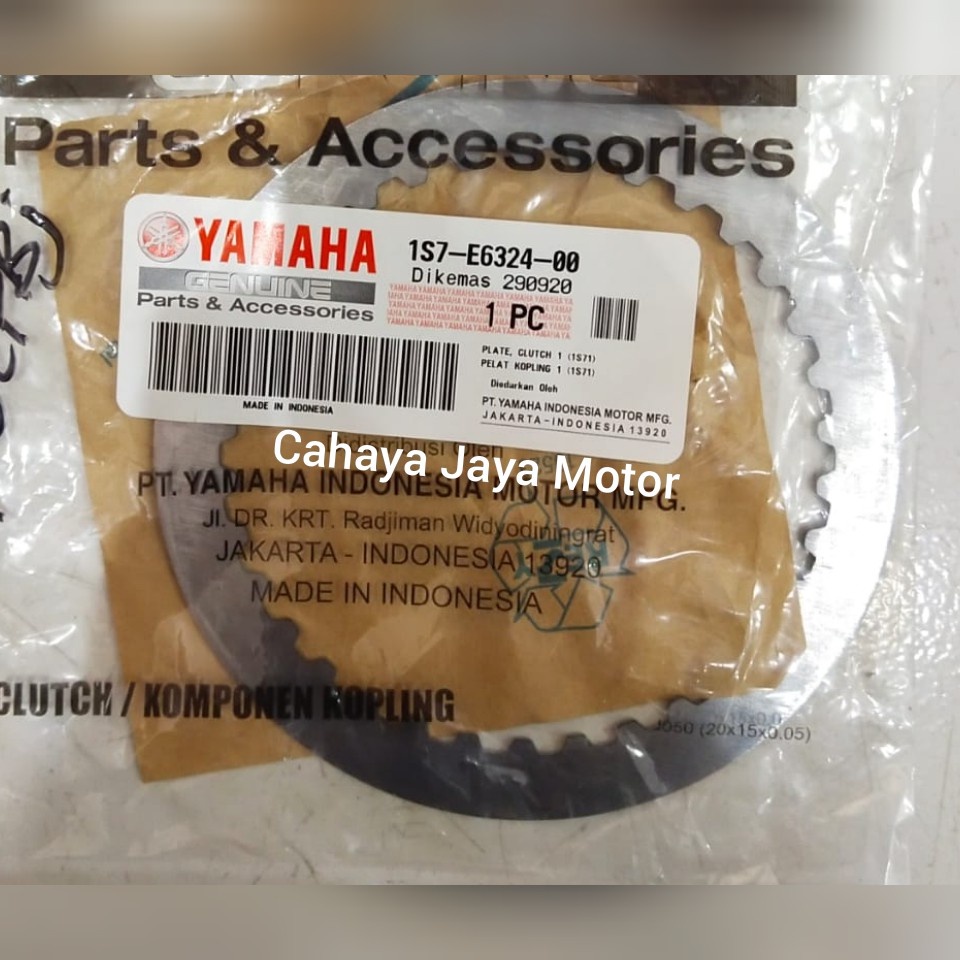 Parts & Accessories
YAMAHA
GENUINE
Parts & Accessories
1S7-E6324-00
Dikemas 290920
1 PC
PLATE, CLUTCH 1 (1S71)
PELAT KOPLING 1 (1S71)
Diedarkan Oleh
PT. YAMAHA INDONESIA MOTOR MFG.
JAKARTA-INDONESIA 13920
MADE IN INDONESIA
Cahaya Jaya Motor
PT. YAMAHA INDONESIA MOTOR MFG.
Jl. DR. KRT. Radjiman Widyodiningrat
JAKARTA - INDONESIA 13920
MADE IN INDONESIA
CLUTCH / KOMPONEN KOPLING
(20x15x0.05)